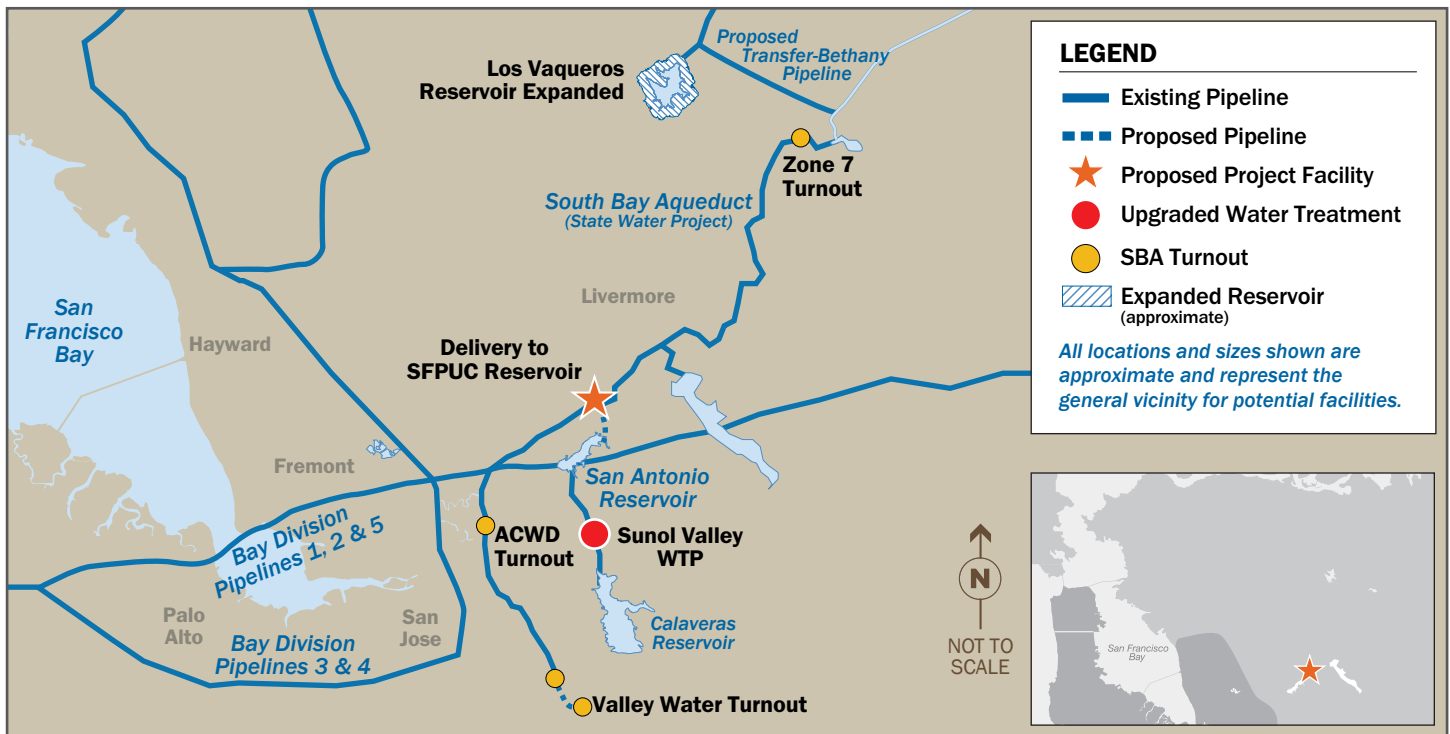 Proposed
Transfer-Bethany
Pipeline
Los Vaqueros
Reservoir Expanded
Zone 7
Turnout
South Bay Aqueduct
(State Water Project)
Livermore
San
Francisco
Bay
Hayward
Delivery to
SFPUC Reservoir
Fremont
San Antonio
Reservoir
Bay Division
Pipelines 1, 2 & 5
ACWD
Turnout
Sunol Valley
WTP
Palo
Alto
San
Jose
Bay Division
Pipelines 3 & 4
Calaveras
Reservoir
Valley Water Turnout
N
NOT TO
SCALE
LEGEND
Existing Pipeline
Proposed Pipeline
Proposed Project Facility
Upgraded Water Treatment
SBA Turnout
Expanded Reservoir
(approximate)
All locations and sizes shown are
approximate and represent the
general vicinity for potential facilities.
San Francisco
Bay